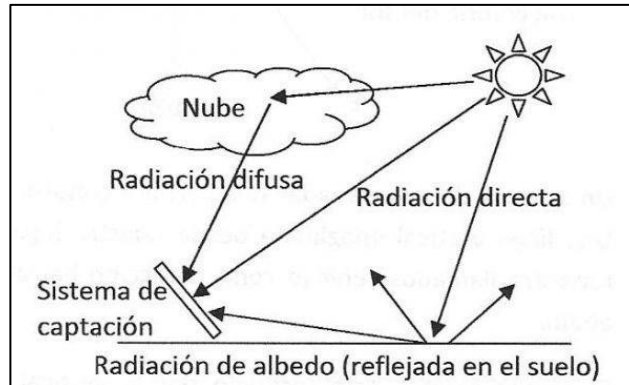 Nube
Radiación difusa
Radiación directa
Sistema de
captación
Radiación de albedo (reflejada en el suelo)